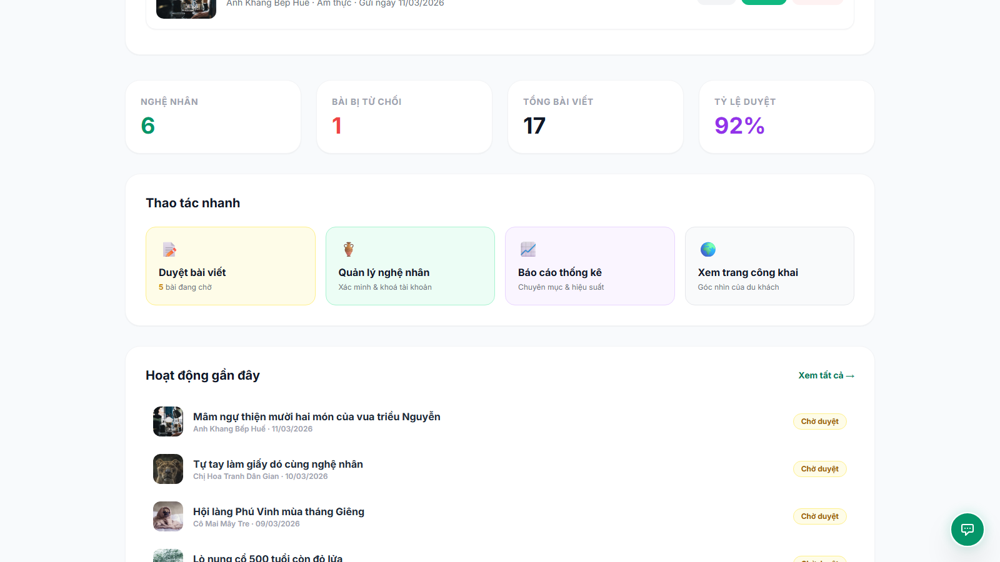 Anh Khang Bếp Huế · Ẩm thực · Gửi ngày 11/03/2026
NGHỆ NHÂN
6
BÀI BỊ TỪ CHỐI
1
TỔNG BÀI VIẾT
17
TỶ LỆ DUYỆT
92%
Thao tác nhanh
Duyệt bài viết
5 bài đang chờ
Quản lý nghệ nhân
Xác minh & khoá tài khoản
Báo cáo thống kê
Chuyên mục & hiệu suất
Xem trang công khai
Góc nhìn của du khách
Hoạt động gần đây
Xem tất cả →
Mâm ngự thiện mười hai món của vua triều Nguyễn
Anh Khang Bếp Huế · 11/03/2026
Chờ duyệt
Tự tay làm giấy dó cùng nghệ nhân
Chị Hoa Tranh Dân Gian · 10/03/2026
Chờ duyệt
Hội làng Phú Vinh mùa tháng Giêng
Cô Mai Mây Tre · 09/03/2026
Chờ duyệt
Lò nung cổ 500 tuổi còn đỏ lửa